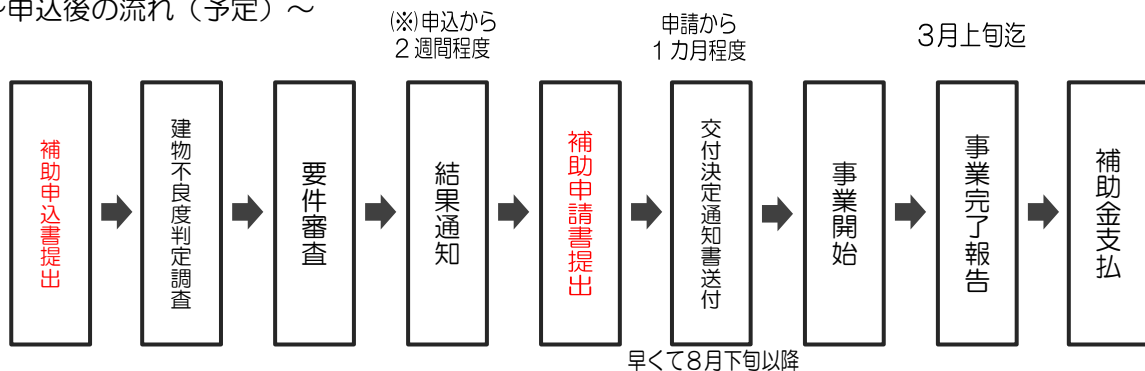 ～申込後の流れ（予定）～
(※)申込から
２週間程度
申請から
１カ月程度
３月上旬迄
補助申込書提出
建物不良度判定調査
要件審査
結果通知
補助申請書提出
交付決定通知書送付
事業開始
事業完了報告
補助金支払
早くて８月下旬以降